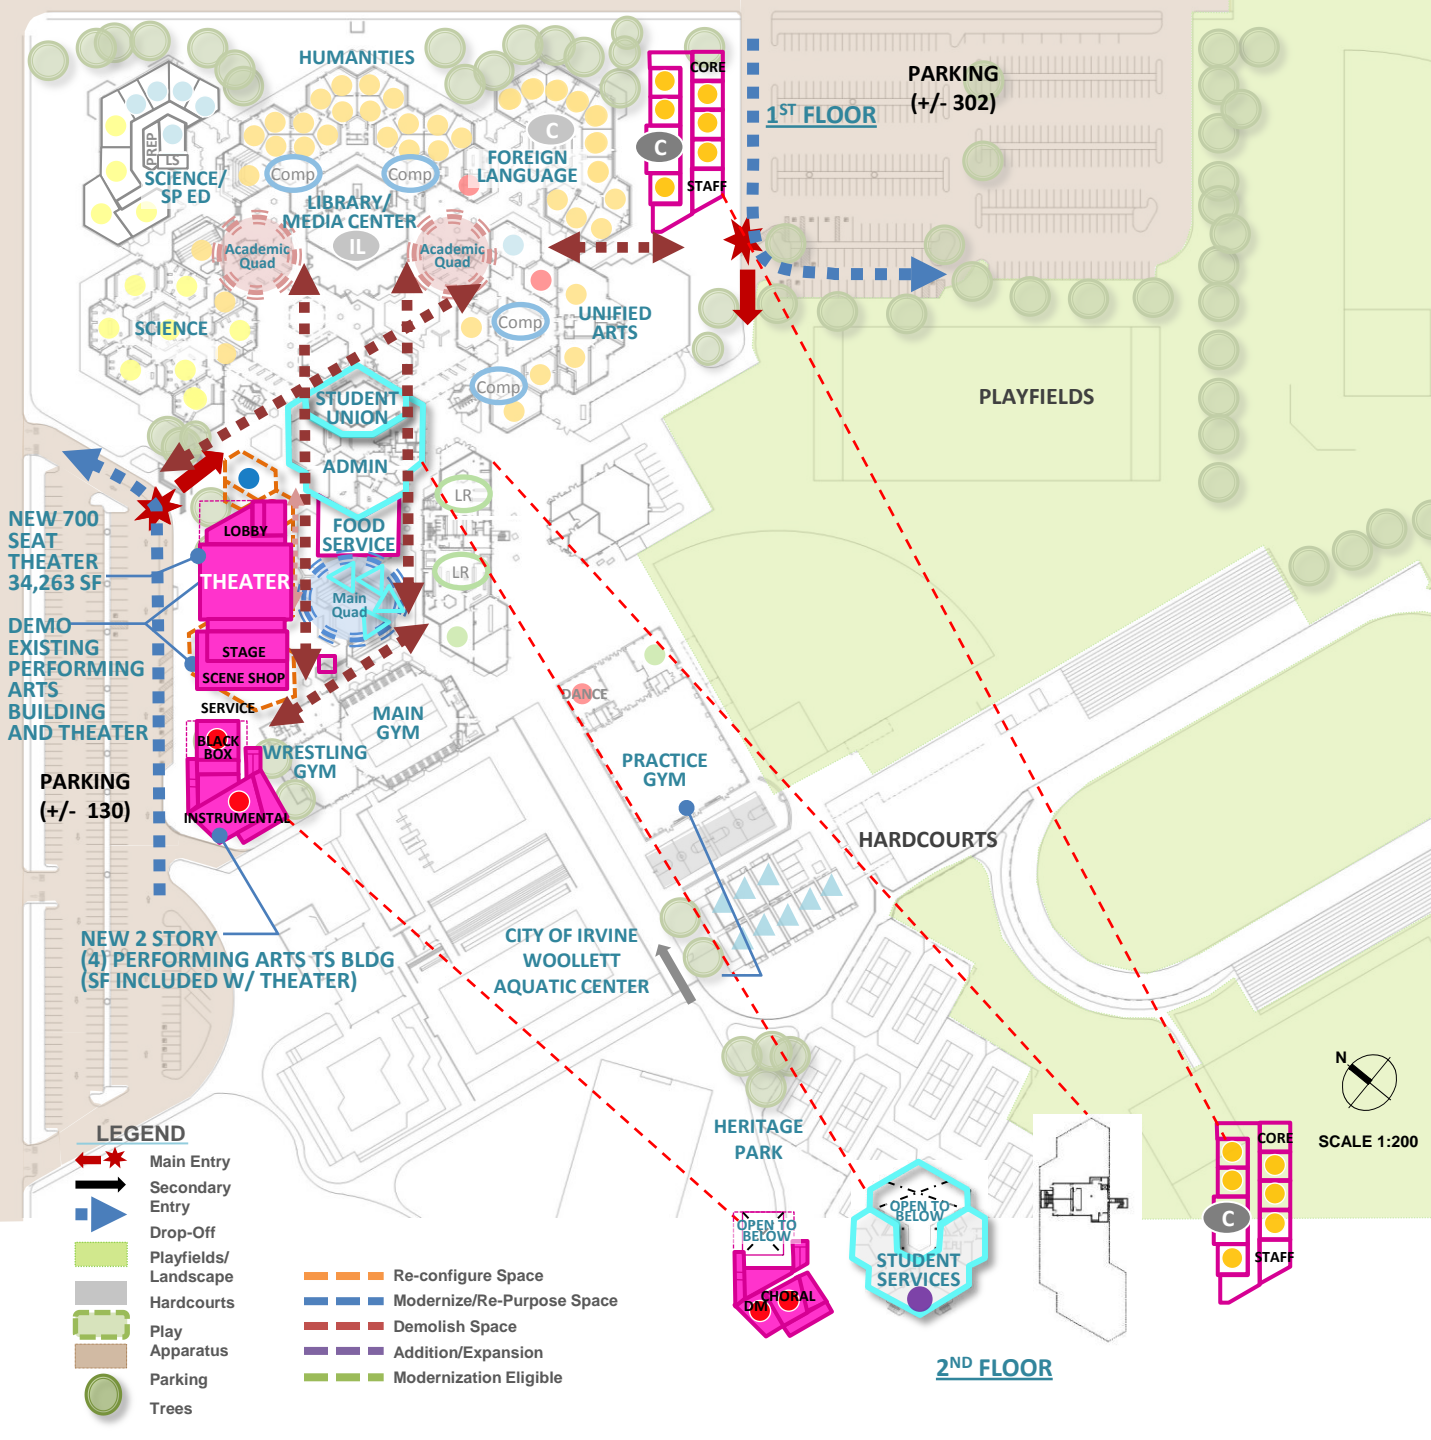 HUMANITIES
CORE
PARKING
(+/- 302)
1ST FLOOR
C
C
PREP
LS
SCIENCE/
SP ED
Comp
Comp
FOREIGN
LANGUAGE
STAFF
LIBRARY/
MEDIA CENTER
IL
Academic
Quad
Academic
Quad
SCIENCE
Comp
UNIFIED
ARTS
Comp
PLAYFIELDS
STUDENT
UNION
ADMIN
LR
FOOD
SERVICE
LOBBY
NEW 700
SEAT
THEATER
34,263 SF
THEATER
LR
Main
Quad
DEMO
EXISTING
PERFORMING
ARTS
BUILDING
AND THEATER
STAGE
SCENE SHOP
SERVICE
DANCE
MAIN
GYM
BLACK
BOX
WRESTLING
GYM
PRACTICE
GYM
PARKING
(+/- 130)
INSTRUMENTAL
HARDCOURTS
NEW 2 STORY
(4) PERFORMING ARTS TS BLDG
(SF INCLUDED W/ THEATER)
CITY OF IRVINE
WOOLLETT
AQUATIC CENTER
N
SCALE 1:200
HERITAGE
PARK
LEGEND
Main Entry
Secondary
Entry
Drop-Off
Playfields/
Landscape
Hardcourts
Play
Apparatus
Parking
Trees
Re-configure Space
Modernize/Re-Purpose Space
Demolish Space
Addition/Expansion
Modernization Eligible
OPEN TO
BELOW
DM
CHORAL
OPEN TO
BELOW
STUDENT
SERVICES
CORE
C
STAFF
2ND FLOOR